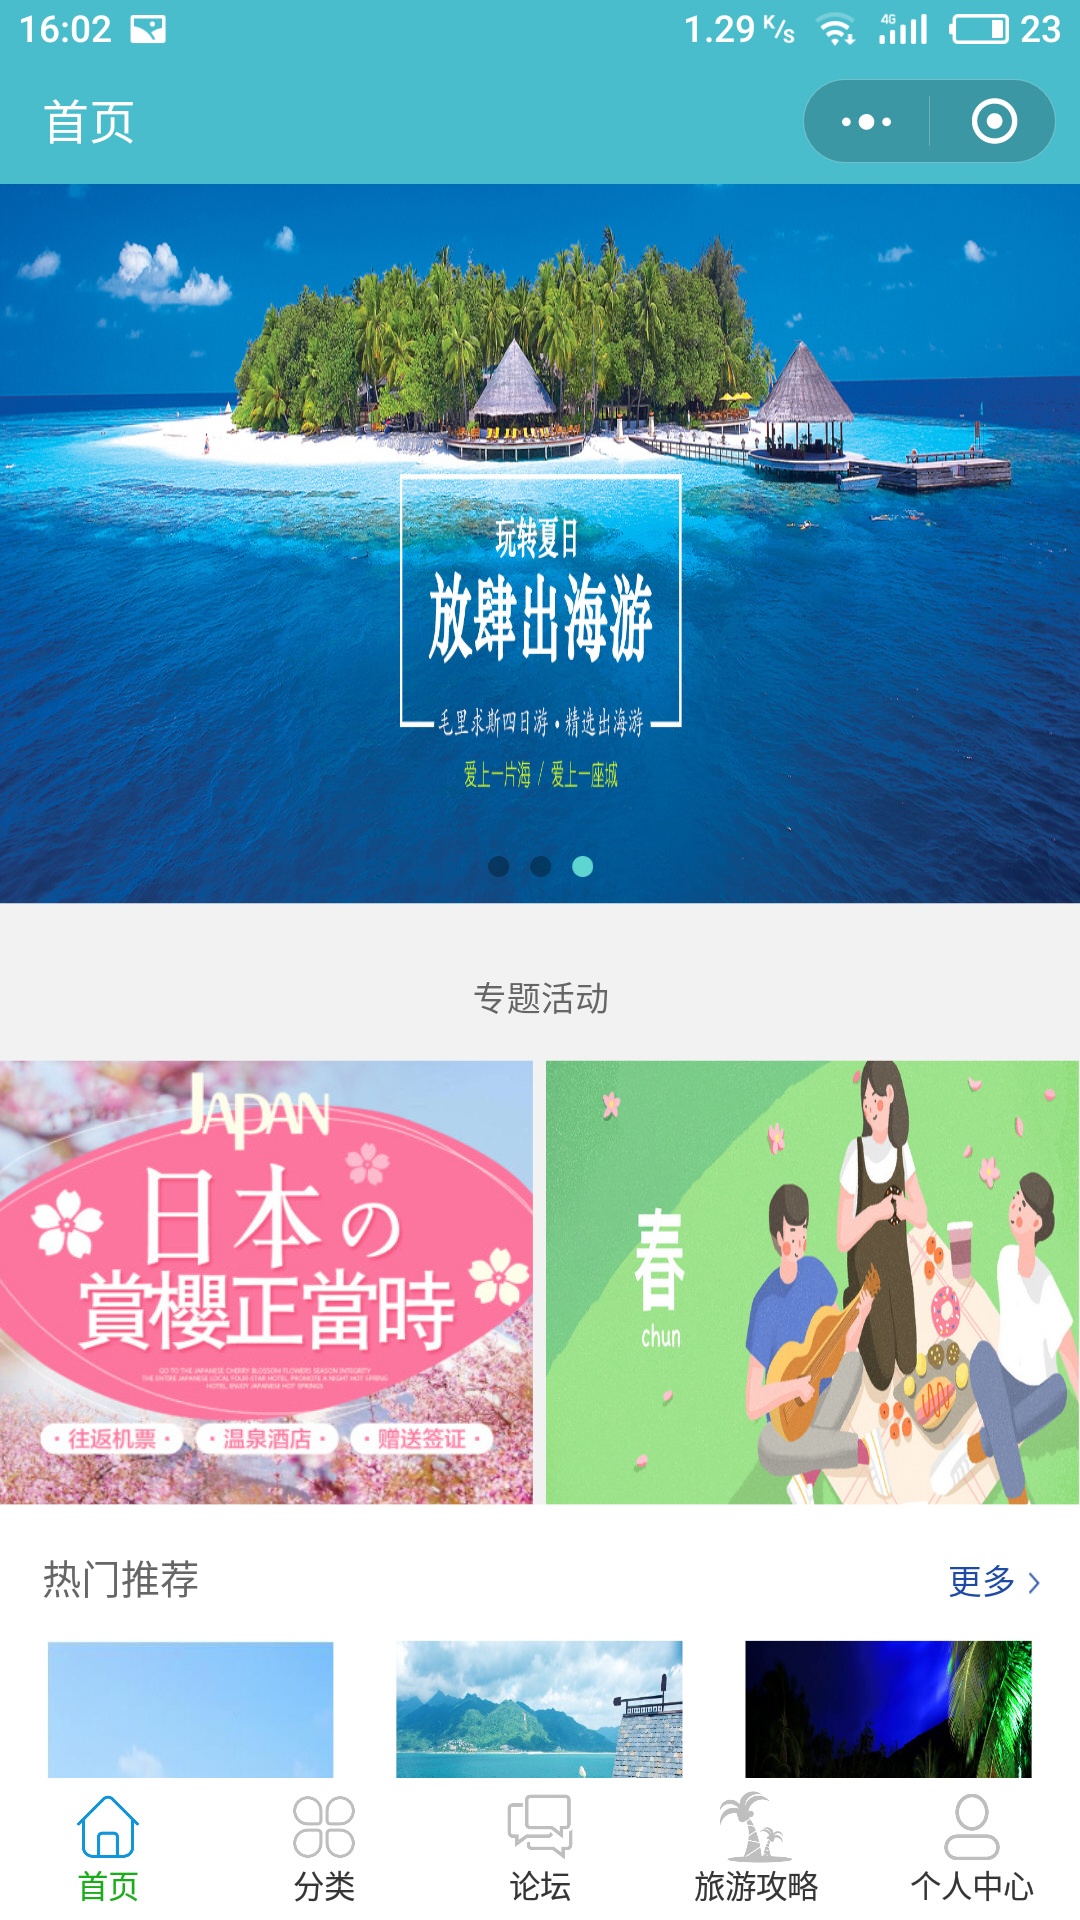 16:02
1.29 K/s
4G
23
首页
玩转夏日
放肆出海游
毛里求斯四日游·精选出海游
爱上一片海 / 爱上一座城
专题活动
JAPAN
日本の
賞櫻正當時
GO TO THE JAPANESE CHERRY BLOSSOM FLOWERS SEASON INTEGRITY
THE ENTIRE JAPANESE LOCAL FOUR-STAR HOTEL, PROMOTE A NIGHT HOT SPRING
HOTEL, ENJOY JAPANESE HOT SPRINGS
·往返机票·
·温泉酒店·
·赠送签证·
春
chun
热门推荐
更多 >
首页
分类
论坛
旅游攻略
个人中心